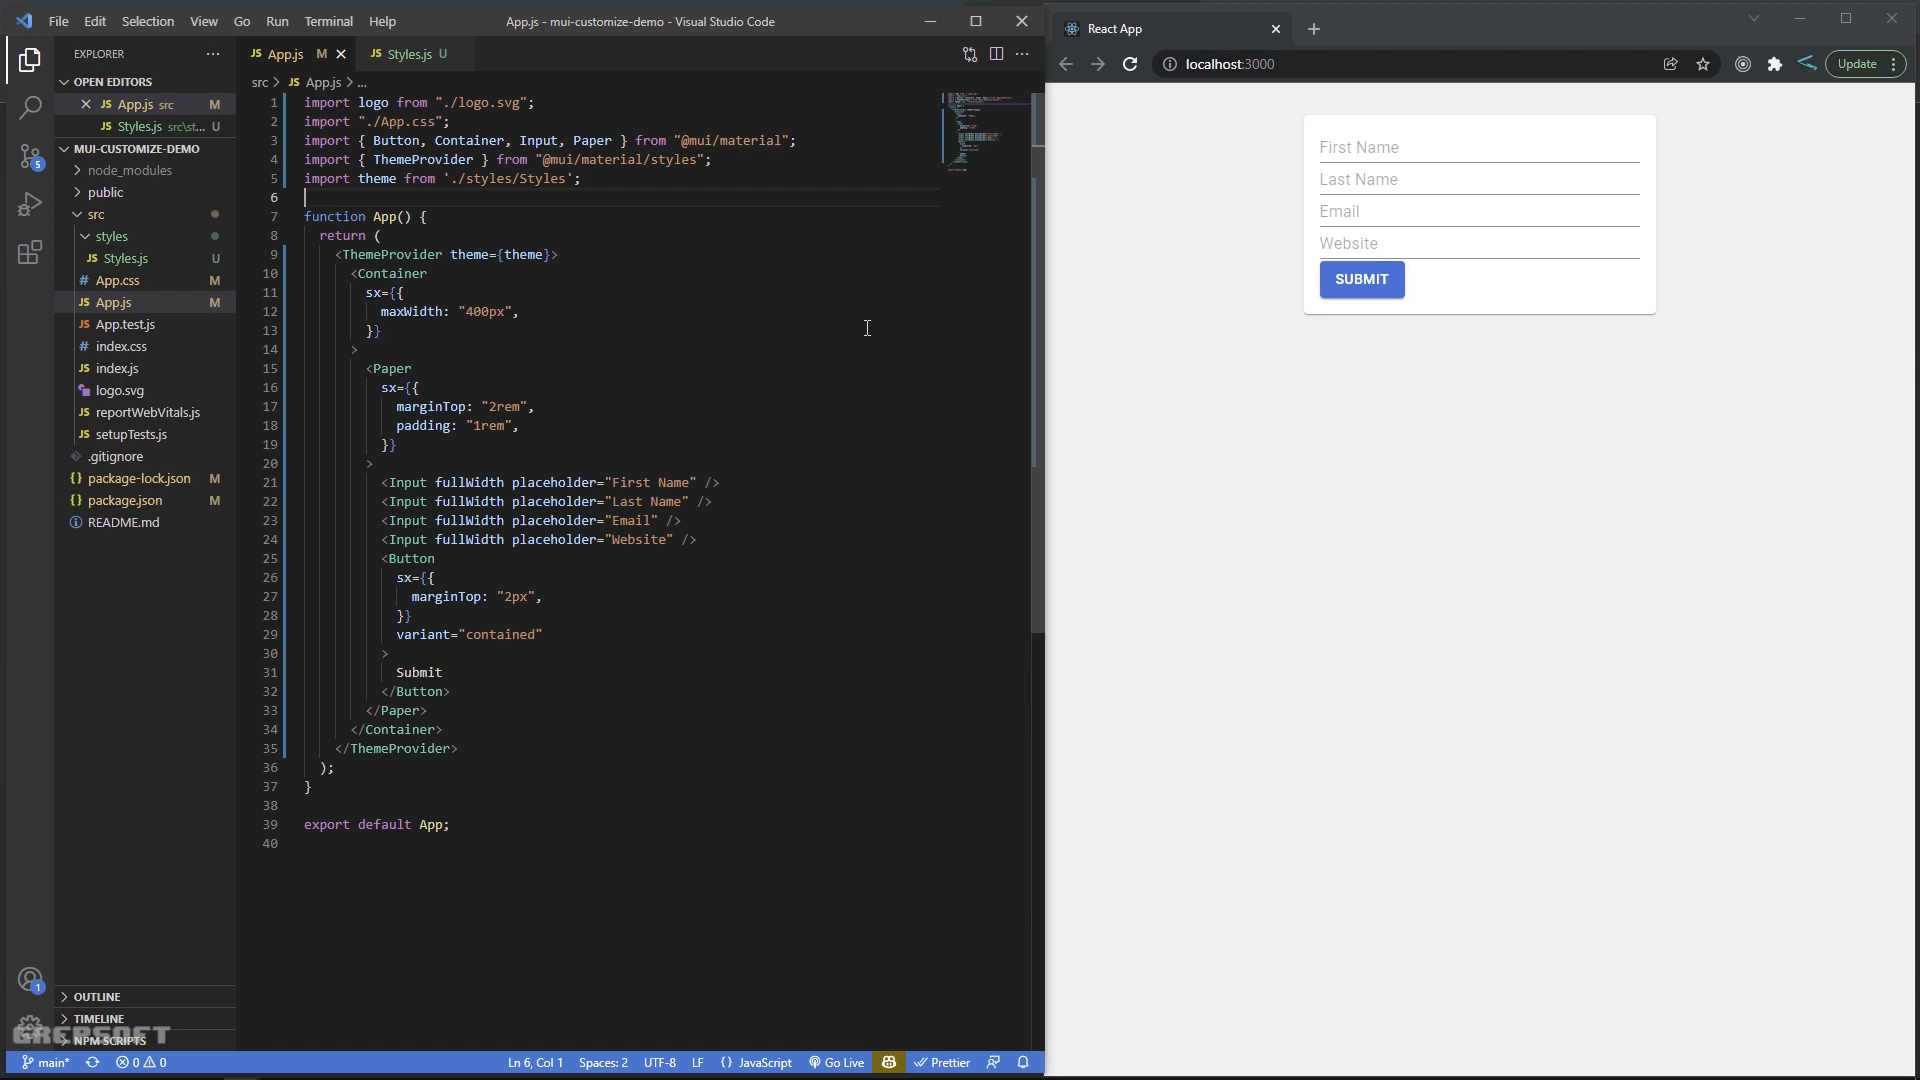 File Edit Selection View Go Run Terminal Help
App.js - mui-customize-demo - Visual Studio Code
EXPLORER
OPEN EDITORS
App.js src M
Styles.js src\st... U
MUI-CUSTOMIZE-DEMO
node_modules
public
src
styles
Styles.js U
App.css M
App.js M
App.test.js
index.css
index.js
logo.svg
reportWebVitals.js
setupTests.js
.gitignore
package-lock.json M
package.json M
README.md
OUTLINE
TIMELINE
NPM SCRIPTS
GREPSOFT
5
1
App.js M
Styles.js U
src > JS App.js > ...
1 import logo from "./logo.svg";
2 import "./App.css";
3 import { Button, Container, Input, Paper } from "@mui/material";
4 import { ThemeProvider } from "@mui/material/styles";
5 import theme from './styles/Styles';
6
7 function App() {
8 return (
9 <ThemeProvider theme={theme}>
10 <Container
11 sx={{
12 maxWidth: "400px",
13 }}
14 >
15 <Paper
16 sx={{
17 marginTop: "2rem",
18 padding: "1rem",
19 }}
20 >
21 <Input fullWidth placeholder="First Name" />
22 <Input fullWidth placeholder="Last Name" />
23 <Input fullWidth placeholder="Email" />
24 <Input fullWidth placeholder="Website" />
25 <Button
26 sx={{
27 marginTop: "2px",
28 }}
29 variant="contained"
30 >
31 Submit
32 </Button>
33 </Paper>
34 </Container>
35 </ThemeProvider>
36 );
37 }
38
39 export default App;
40
main* 0 0 Ln 6, Col 1 Spaces: 2 UTF-8 LF {} JavaScript Go Live Prettier
React App
localhost:3000
Update
First Name
Last Name
Email
Website
SUBMIT